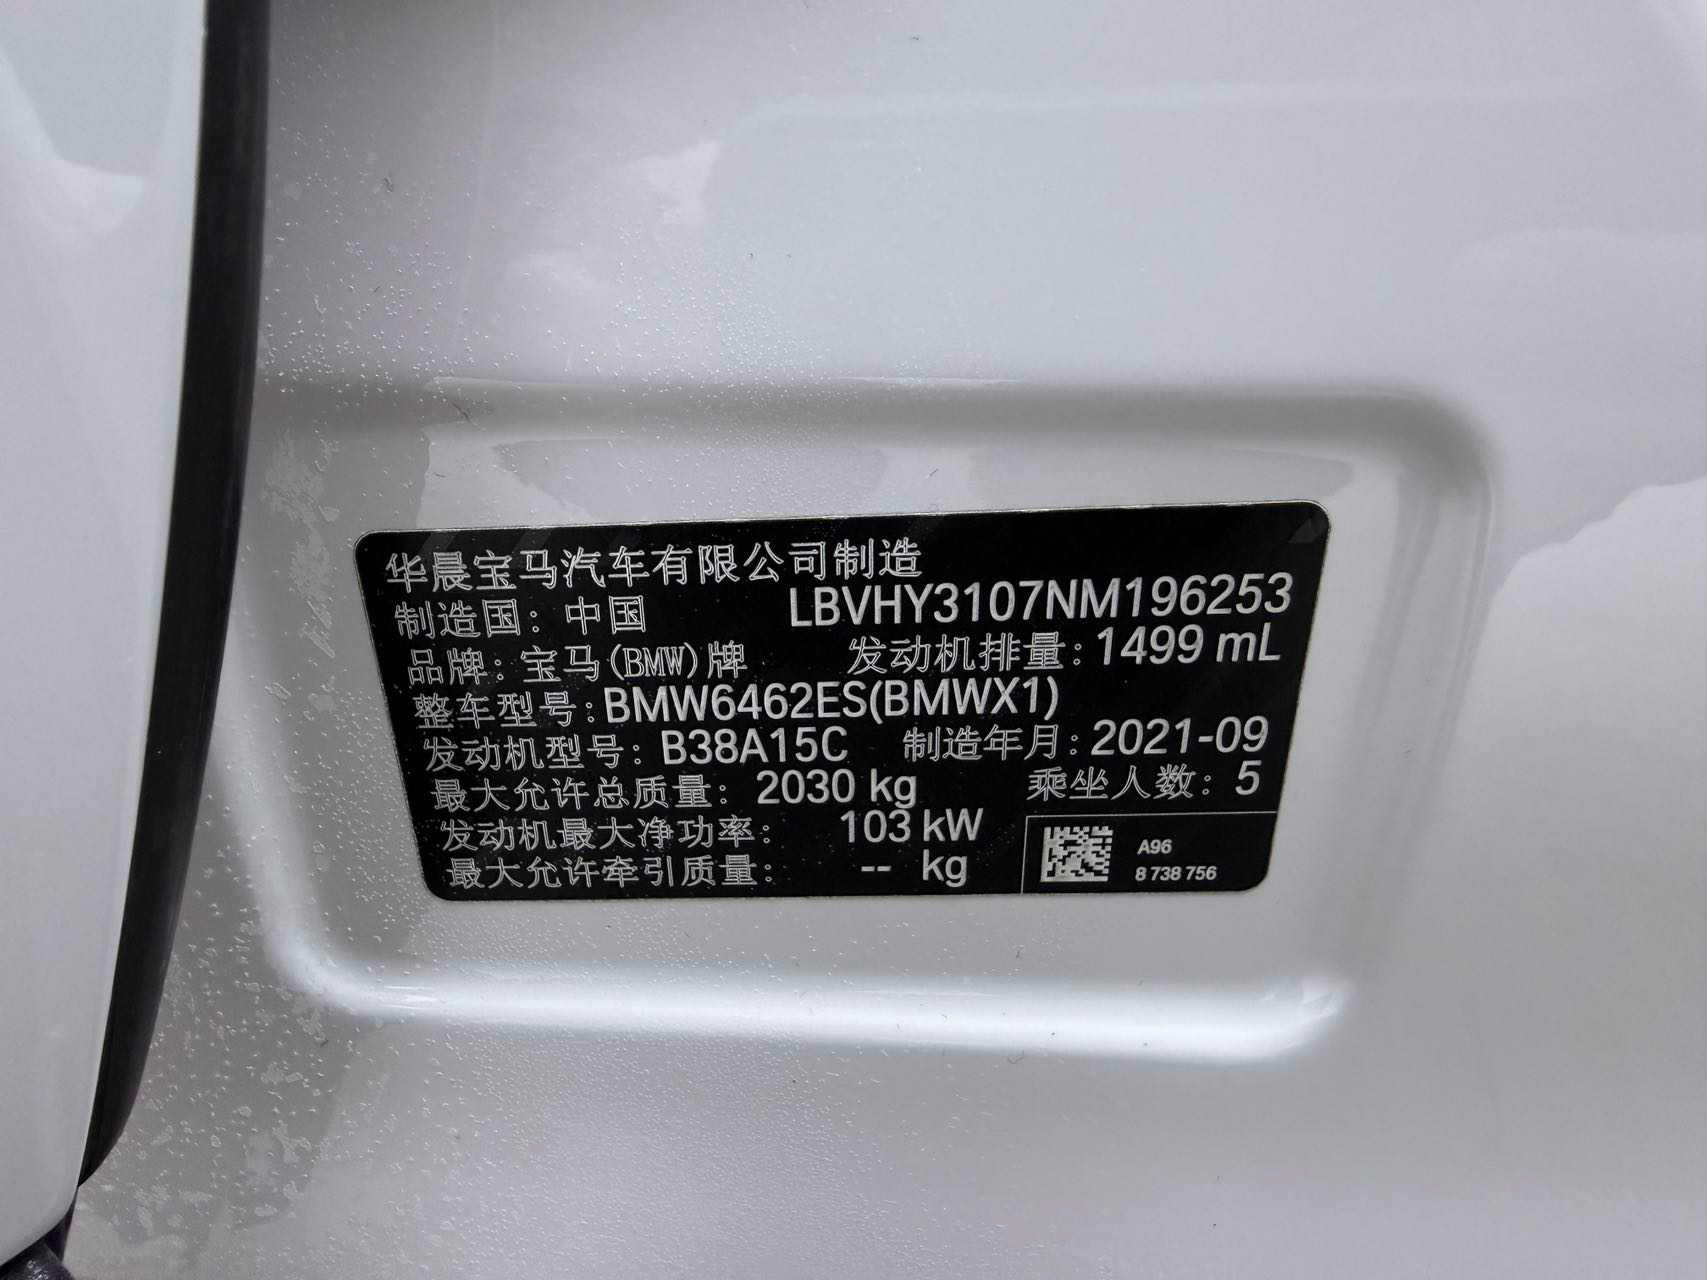 华晨宝马汽车有限公司制造
制造国：中国 LBVHY3107NM196253
品牌：宝马(BMW)牌 发动机排量：1499 mL
整车型号：BMW6462ES(BMWX1)
发动机型号：B38A15C 制造年月：2021-09
最大允许总质量：2030 kg 乘坐人数：5
发动机最大净功率：103 kW
最大允许牵引质量：-- kg
A96
8 738 756